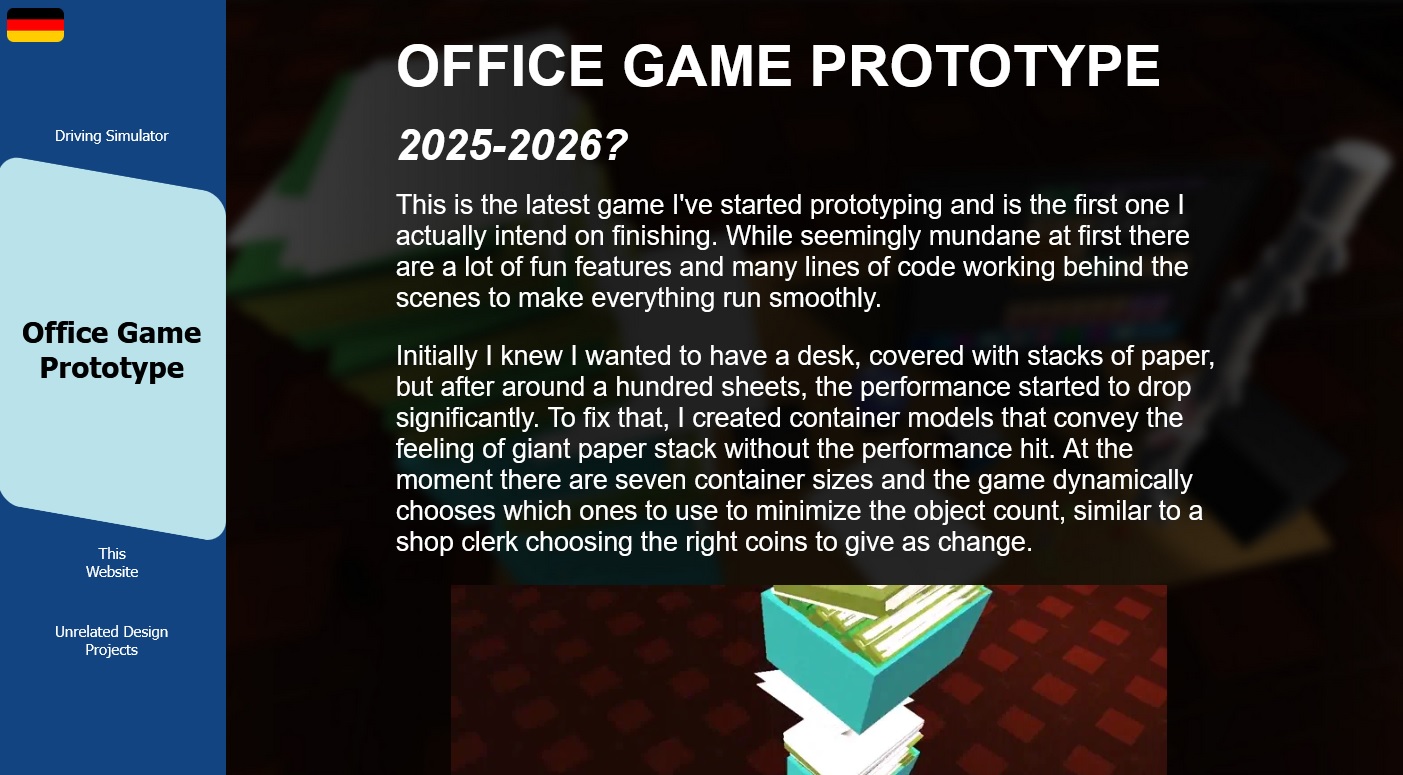 Driving Simulator
Office Game
Prototype
This
Website
Unrelated Design
Projects
OFFICE GAME PROTOTYPE
2025-2026?
This is the latest game I've started prototyping and is the first one I
actually intend on finishing. While seemingly mundane at first there
are a lot of fun features and many lines of code working behind the
scenes to make everything run smoothly.
Initially I knew I wanted to have a desk, covered with stacks of paper,
but after around a hundred sheets, the performance started to drop
significantly. To fix that, I created container models that convey the
feeling of giant paper stack without the performance hit. At the
moment there are seven container sizes and the game dynamically
chooses which ones to use to minimize the object count, similar to a
shop clerk choosing the right coins to give as change.